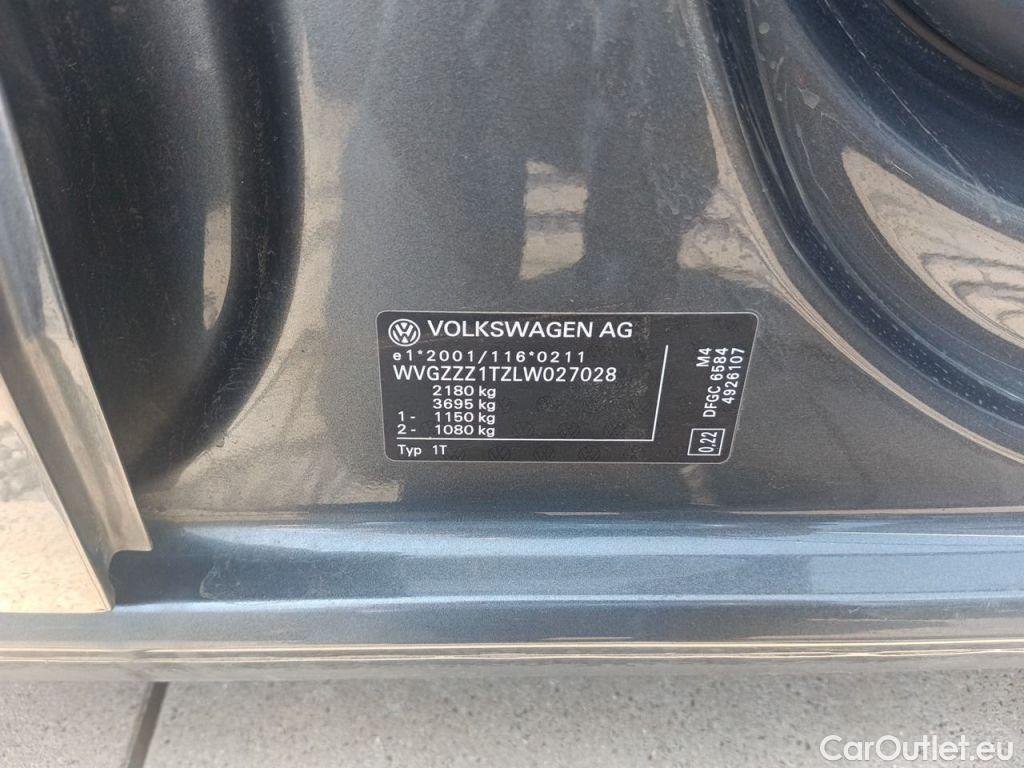 VOLKSWAGEN AG
e1*2001/116*0211
WVGZZZ1TZLW027028
2180 kg
3695 kg
1- 1150 kg
2- 1080 kg
Typ 1T
M4
DFGC 6584
4926107
0,22
CarOutlet.eu